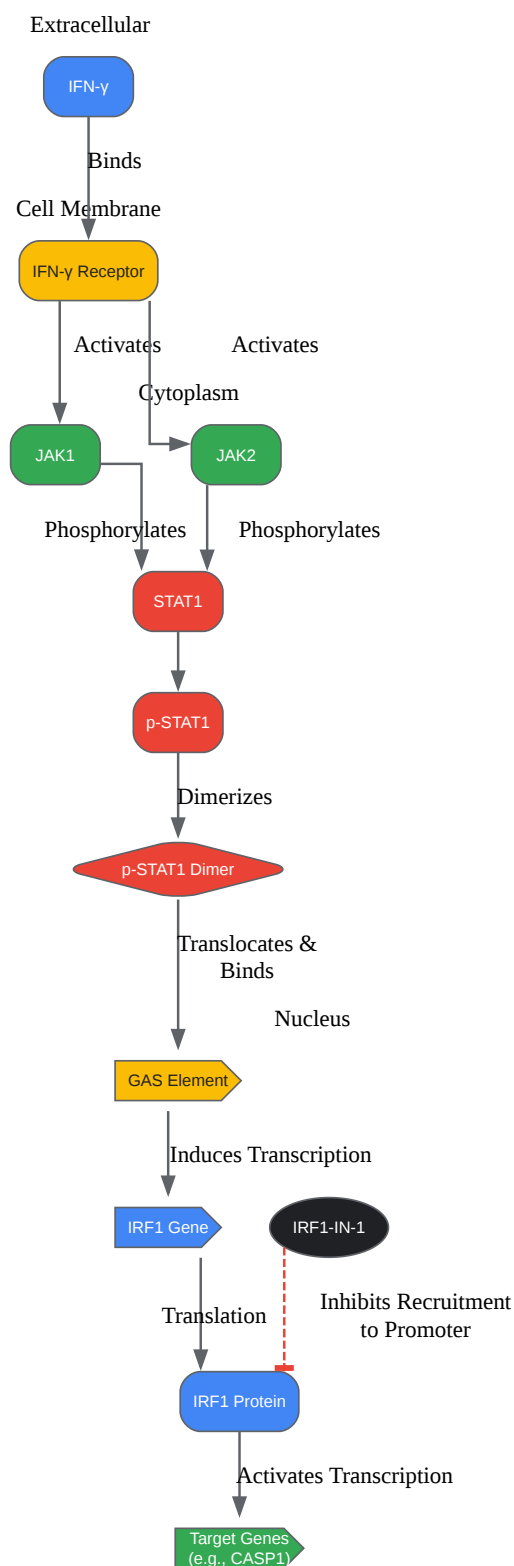 Extracellular
IFN-γ
Binds
Cell Membrane
IFN-γ Receptor
Activates
Activates
Cytoplasm
JAK1
JAK2
Phosphorylates
Phosphorylates
STAT1
p-STAT1
Dimerizes
p-STAT1 Dimer
Translocates &
Binds
Nucleus
GAS Element
Induces Transcription
IRF1 Gene
IRF1-IN-1
Inhibits Recruitment
to Promoter
Translation
IRF1 Protein
Activates Transcription
Target Genes
(e.g., CASP1)